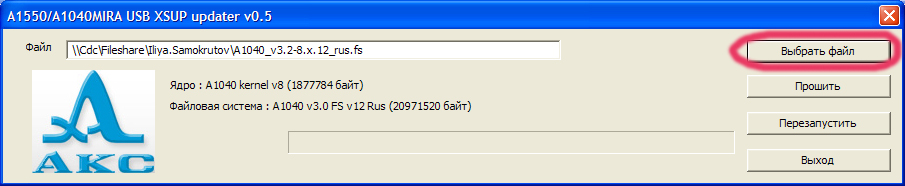 A1550/A1040MIRA USB XSUP updater v0.5
Файл \\Cdc\Fileshare\Iliya.Samokrutov\A1040_v3.2-8.x.12_rus.fs Выбрать файл
Ядро : A1040 kernel v8 (1877784 байт) Прошить
Файловая система : A1040 v3.0 FS v12 Rus (20971520 байт)
Перезапустить
АКС Выход